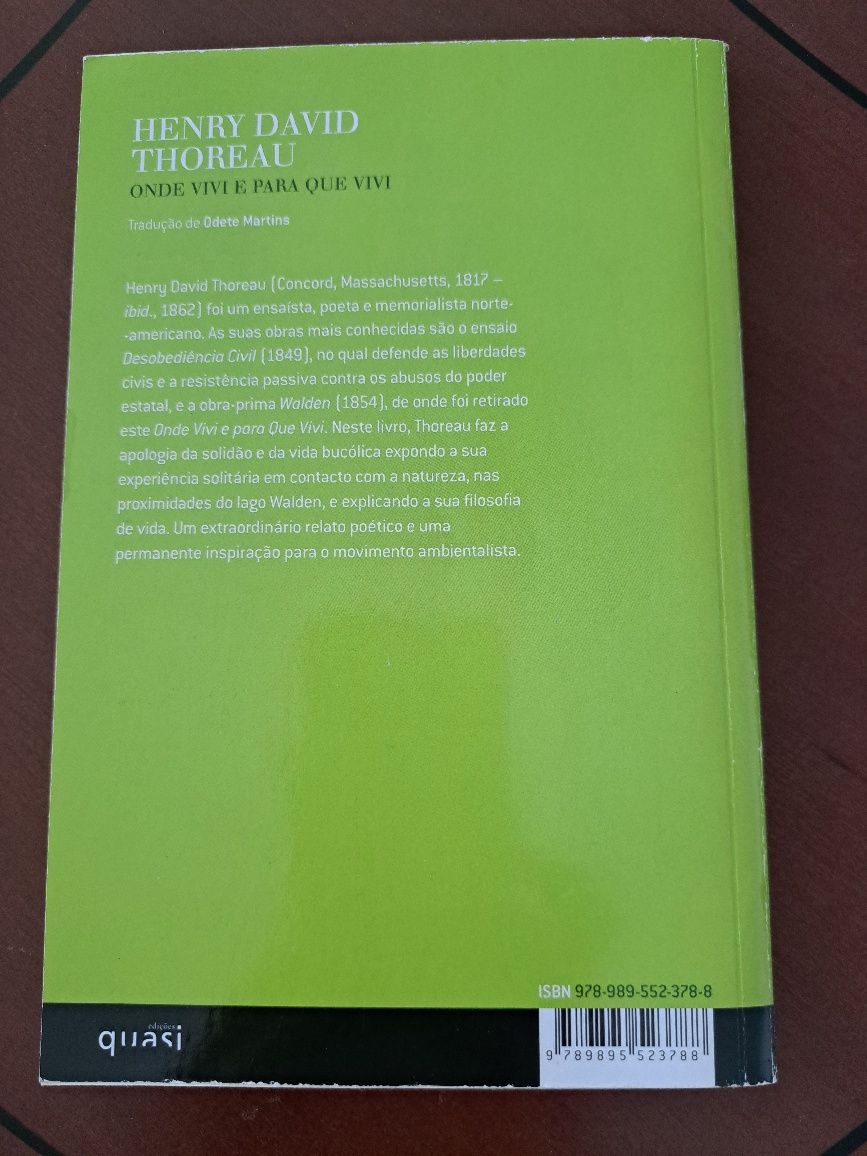 HENRY DAVID
THOREAU
ONDE VIVI E PARA QUE VIVI
Tradução de Odete Martins
Henry David Thoreau (Concord, Massachusetts, 1817 –
ibid., 1862) foi um ensaísta, poeta e memorialista norte-
-americano. As suas obras mais conhecidas são o ensaio
Desobediência Civil (1849), no qual defende as liberdades
civis e a resistência passiva contra os abusos do poder
estatal, e a obra-prima Walden (1854), de onde foi retirado
este Onde Vivi e para Que Vivi. Neste livro, Thoreau faz a
apologia da solidão e da vida bucólica expondo a sua
experiência solitária em contacto com a natureza, nas
proximidades do lago Walden, e explicando a sua filosofia
de vida. Um extraordinário relato poético e uma
permanente inspiração para o movimento ambientalista.
ISBN 978-989-552-378-8
edições
quasi
9 789895 523788